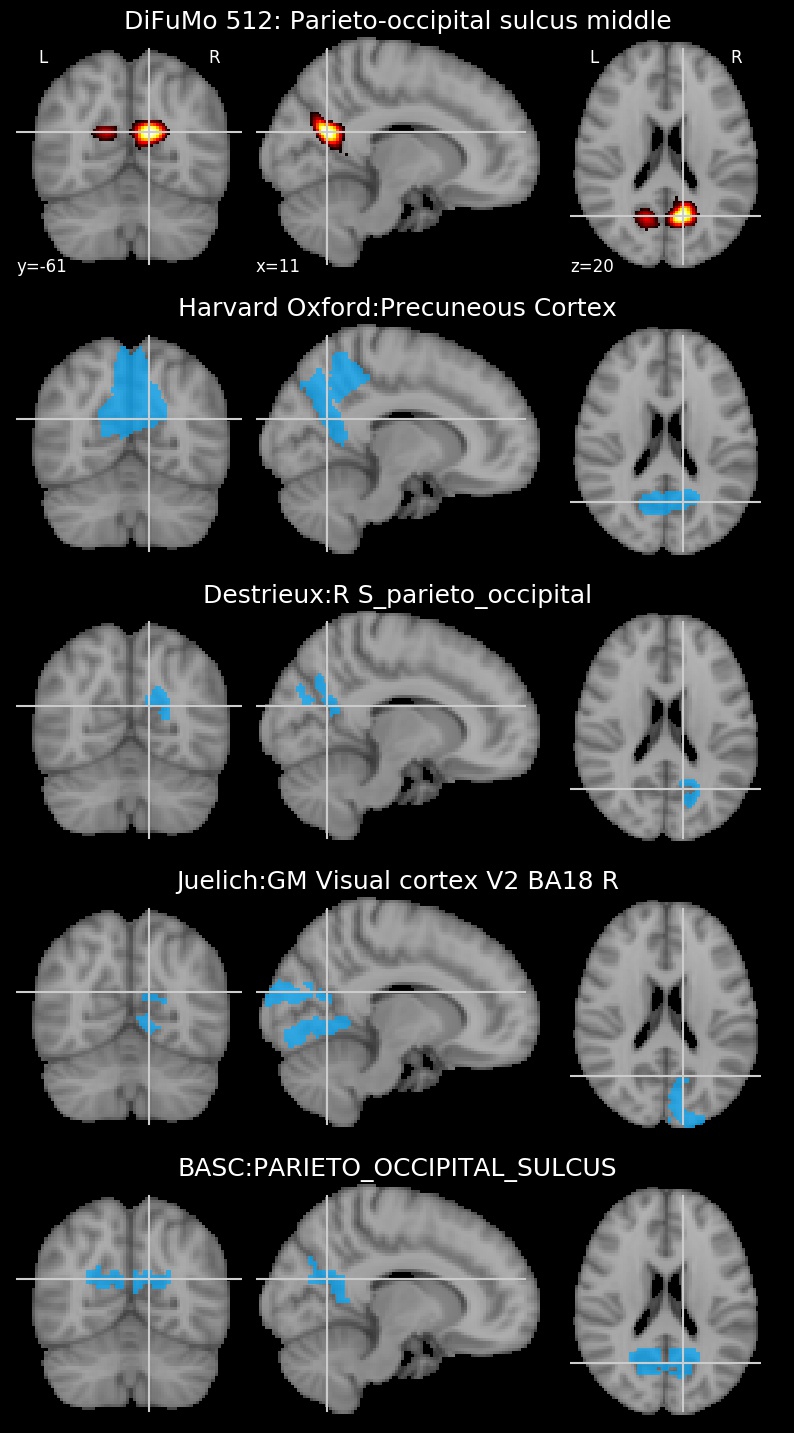 DiFuMo 512: Parieto-occipital sulcus middle
L R L R
y=-61 x=11 z=20
Harvard Oxford:Precuneous Cortex
Destrieux:R S_parieto_occipital
Juelich:GM Visual cortex V2 BA18 R
BASC:PARIETO_OCCIPITAL_SULCUS